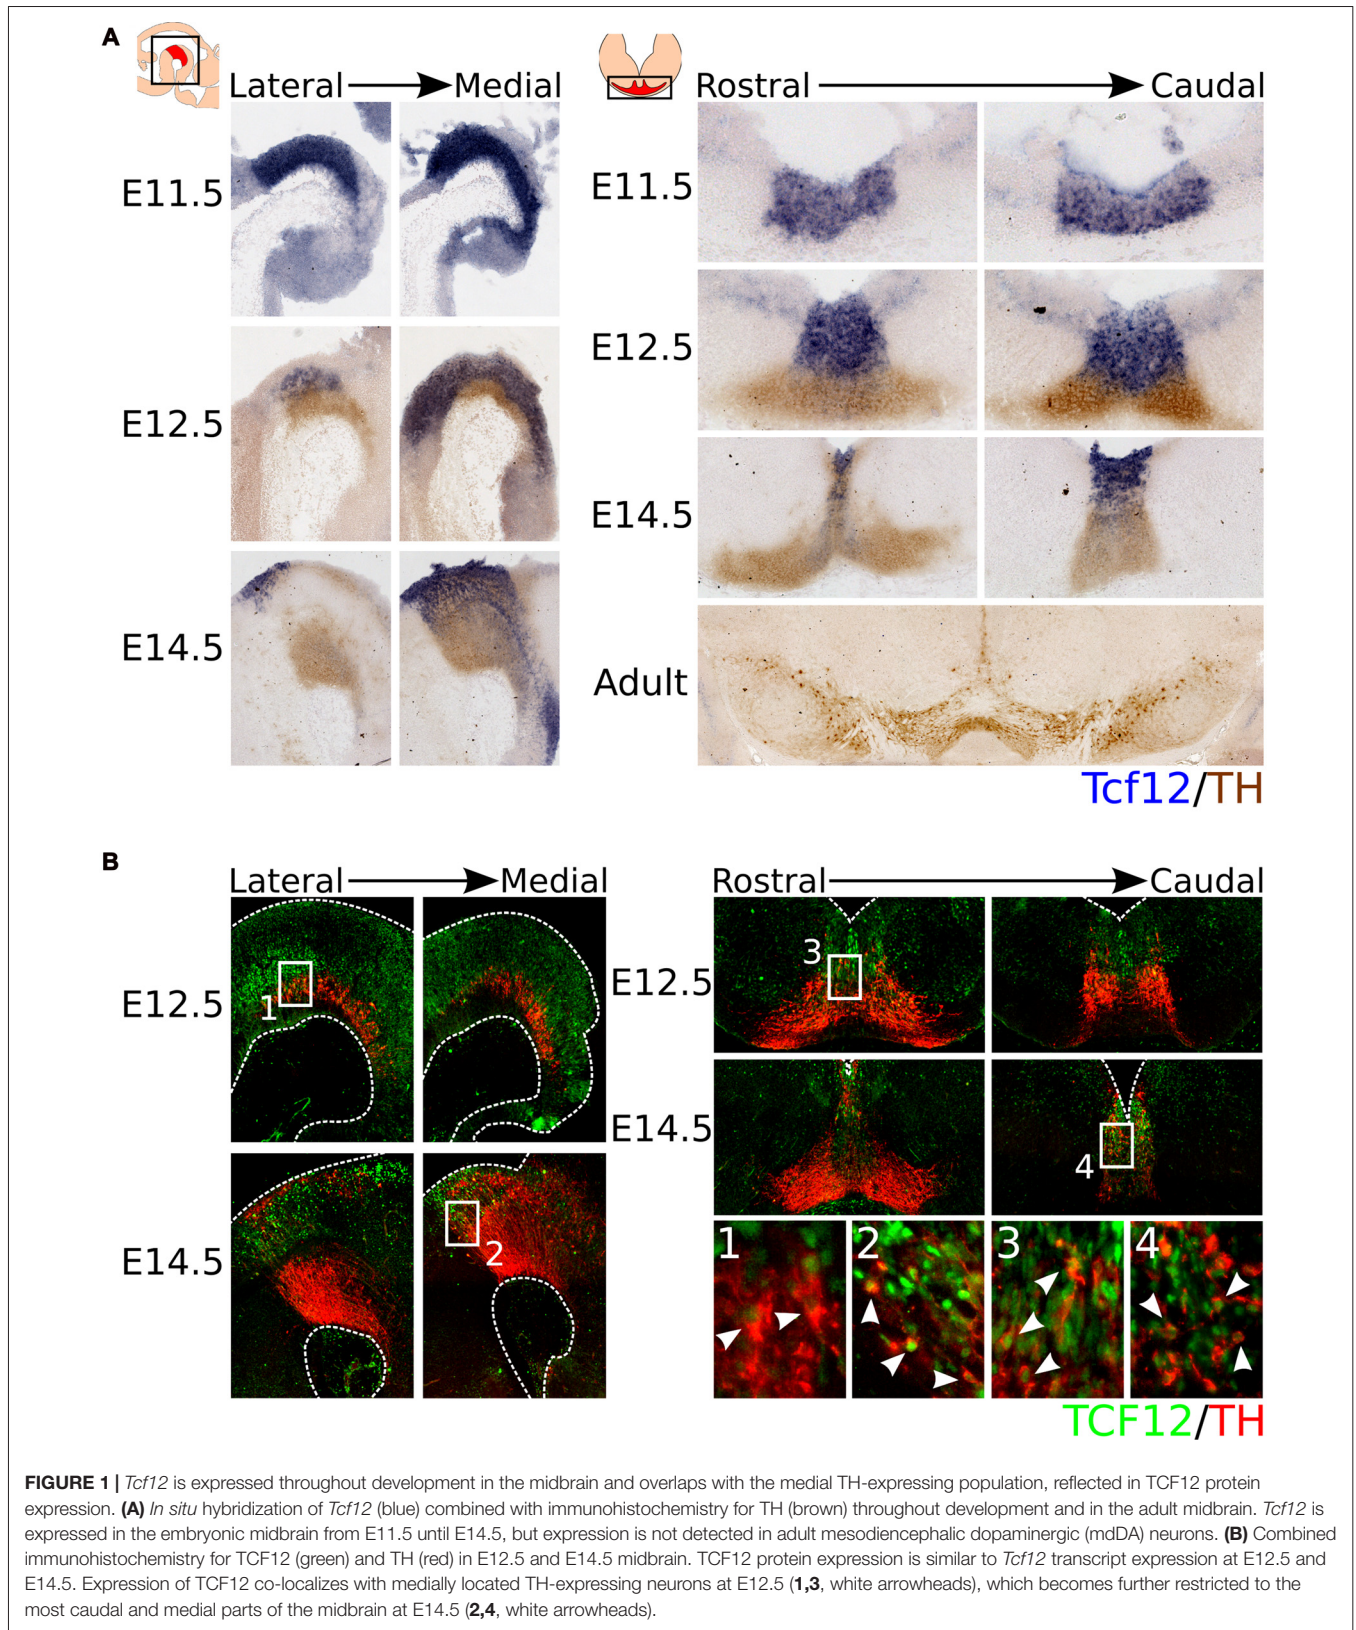 A
Lateral Medial
Rostral Caudal
E11.5
E12.5
E14.5
E11.5
E12.5
E14.5
Adult
Tcf12/TH
B
Lateral Medial
Rostral Caudal
E12.5
1
E14.5
2
E12.5
3
E14.5
4
1 2 3 4
TCF12/TH
FIGURE 1 | Tcf12 is expressed throughout development in the midbrain and overlaps with the medial TH-expressing population, reflected in TCF12 protein
expression. (A) In situ hybridization of Tcf12 (blue) combined with immunohistochemistry for TH (brown) throughout development and in the adult midbrain. Tcf12 is
expressed in the embryonic midbrain from E11.5 until E14.5, but expression is not detected in adult mesodiencephalic dopaminergic (mdDA) neurons. (B) Combined
immunohistochemistry for TCF12 (green) and TH (red) in E12.5 and E14.5 midbrain. TCF12 protein expression is similar to Tcf12 transcript expression at E12.5 and
E14.5. Expression of TCF12 co-localizes with medially located TH-expressing neurons at E12.5 (1,3, white arrowheads), which becomes further restricted to the
most caudal and medial parts of the midbrain at E14.5 (2,4, white arrowheads).